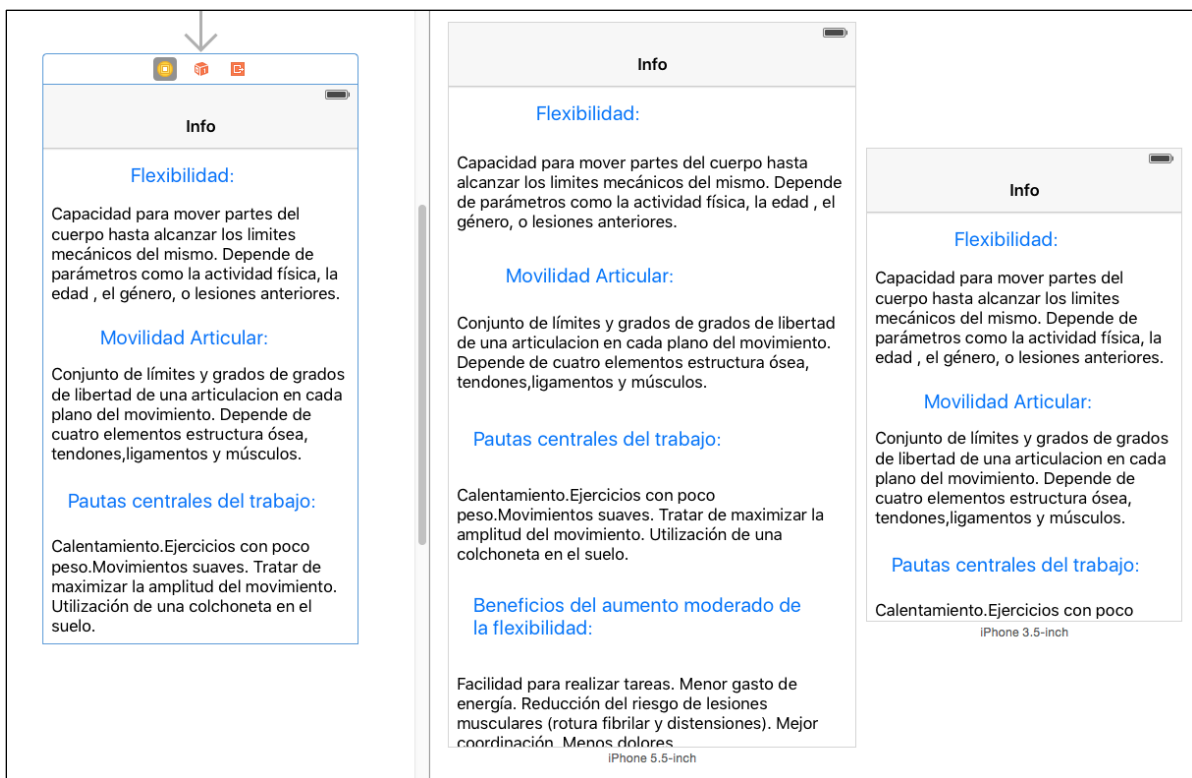 Info
Flexibilidad:
Capacidad para mover partes del
cuerpo hasta alcanzar los limites
mecánicos del mismo. Depende de
parámetros como la actividad física, la
edad , el género, o lesiones anteriores.
Movilidad Articular:
Conjunto de límites y grados de grados
de libertad de una articulacion en cada
plano del movimiento. Depende de
cuatro elementos estructura ósea,
tendones,ligamentos y músculos.
Pautas centrales del trabajo:
Calentamiento.Ejercicios con poco
peso.Movimientos suaves. Tratar de
maximizar la amplitud del movimiento.
Utilización de una colchoneta en el
suelo.
Info
Flexibilidad:
Capacidad para mover partes del cuerpo hasta
alcanzar los limites mecánicos del mismo. Depende
de parámetros como la actividad física, la edad , el
género, o lesiones anteriores.
Movilidad Articular:
Conjunto de límites y grados de grados de libertad
de una articulacion en cada plano del movimiento.
Depende de cuatro elementos estructura ósea,
tendones,ligamentos y músculos.
Pautas centrales del trabajo:
Calentamiento.Ejercicios con poco
peso.Movimientos suaves. Tratar de maximizar la
amplitud del movimiento. Utilización de una
colchoneta en el suelo.
Beneficios del aumento moderado de
la flexibilidad:
Facilidad para realizar tareas. Menor gasto de
energía. Reducción del riesgo de lesiones
musculares (rotura fibrilar y distensiones). Mejor
coordinación. Menos dolores
iPhone 5.5-inch
Info
Flexibilidad:
Capacidad para mover partes del
cuerpo hasta alcanzar los limites
mecánicos del mismo. Depende de
parámetros como la actividad física, la
edad , el género, o lesiones anteriores.
Movilidad Articular:
Conjunto de límites y grados de grados
de libertad de una articulacion en cada
plano del movimiento. Depende de
cuatro elementos estructura ósea,
tendones,ligamentos y músculos.
Pautas centrales del trabajo:
Calentamiento.Ejercicios con poco
iPhone 3.5-inch